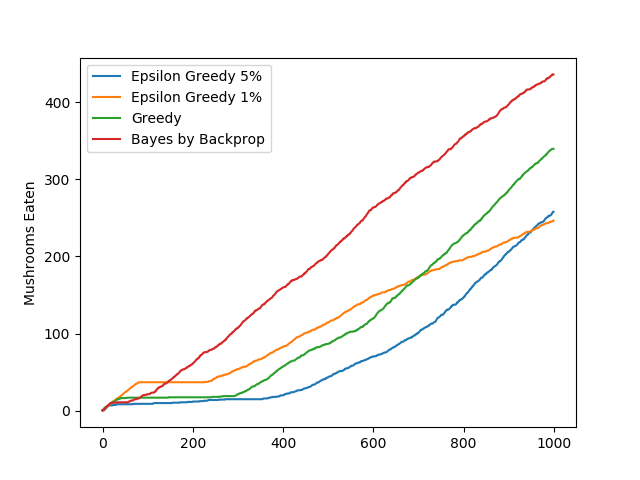 Epsilon Greedy 5%
Epsilon Greedy 1%
Greedy
Bayes by Backprop
Mushrooms Eaten
400
300
200
100
0
0 200 400 600 800 1000